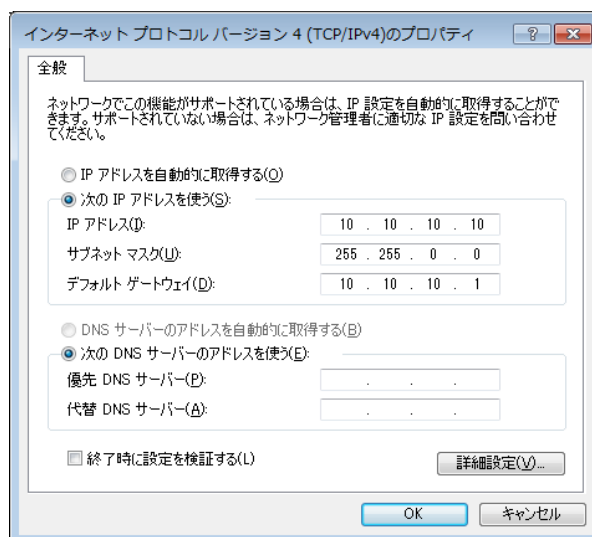 インターネット プロトコル バージョン 4 (TCP/IPv4)のプロパティ
?
全般
ネットワークでこの機能がサポートされている場合は、IP 設定を自動的に取得することがで
きます。サポートされていない場合は、ネットワーク管理者に適切な IP 設定を問い合わせ
てください。
IP アドレスを自動的に取得する(O)
次の IP アドレスを使う(S):
IP アドレス(I): 10 . 10 . 10 . 10
サブネット マスク(U): 255 . 255 . 0 . 0
デフォルト ゲートウェイ(D): 10 . 10 . 10 . 1
DNS サーバーのアドレスを自動的に取得する(B)
次の DNS サーバーのアドレスを使う(E):
優先 DNS サーバー(P): . . .
代替 DNS サーバー(A): . . .
終了時に設定を検証する(L)
詳細設定(V)...
OK キャンセル